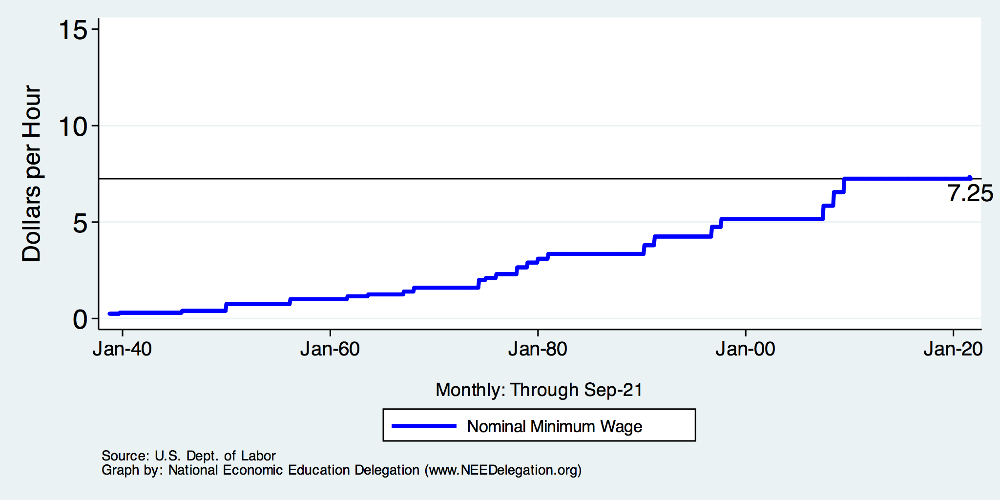 15
10
5
0
Dollars per Hour
7.25
Jan-40 Jan-60 Jan-80 Jan-00 Jan-20
Monthly: Through Sep-21
Nominal Minimum Wage
Source: U.S. Dept. of Labor
Graph by: National Economic Education Delegation (www.NEEDelegation.org)